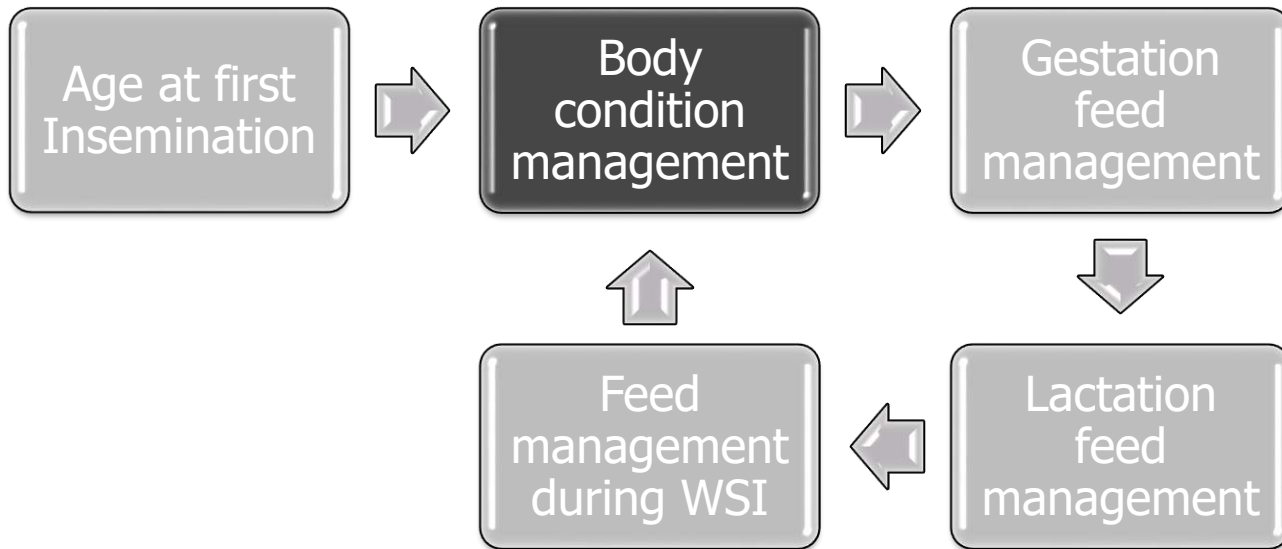 Age at first
Insemination
Body
condition
management
Gestation
feed
management
Feed
management
during WSI
Lactation
feed
management